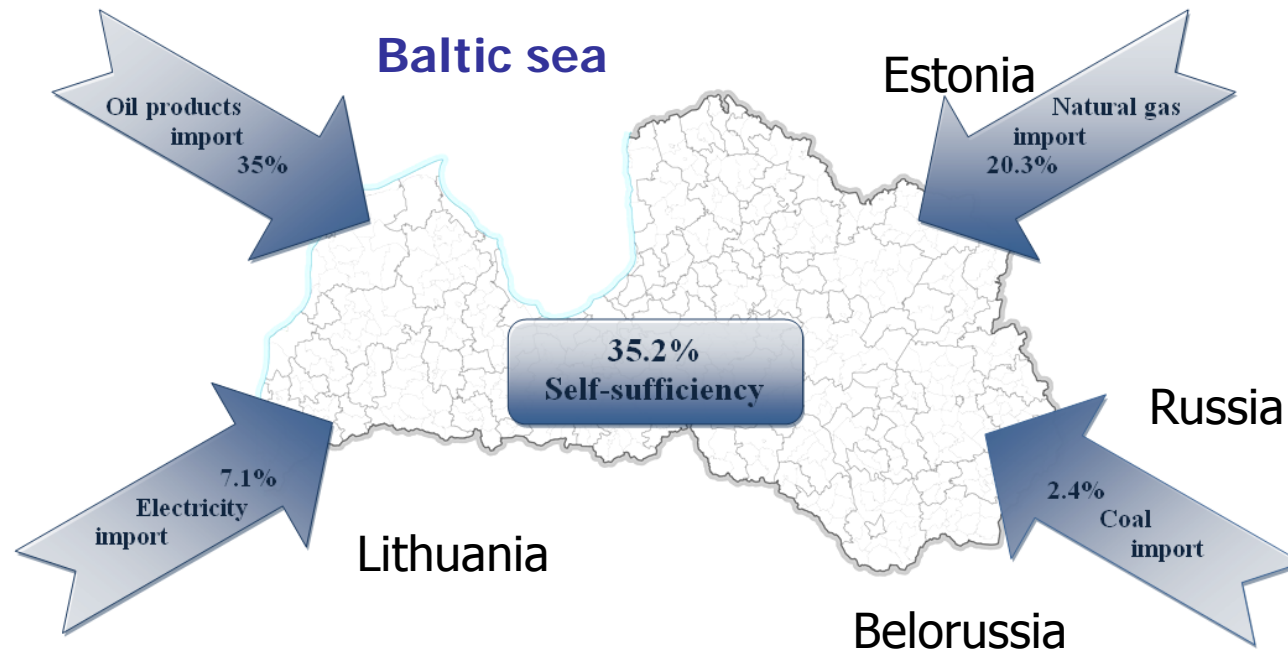 Baltic sea
Estonia
Oil products
import
35%
Natural gas
import
20.3%
35.2%
Self-sufficiency
Russia
7.1%
Electricity
import
2.4%
Coal
import
Lithuania
Belorussia